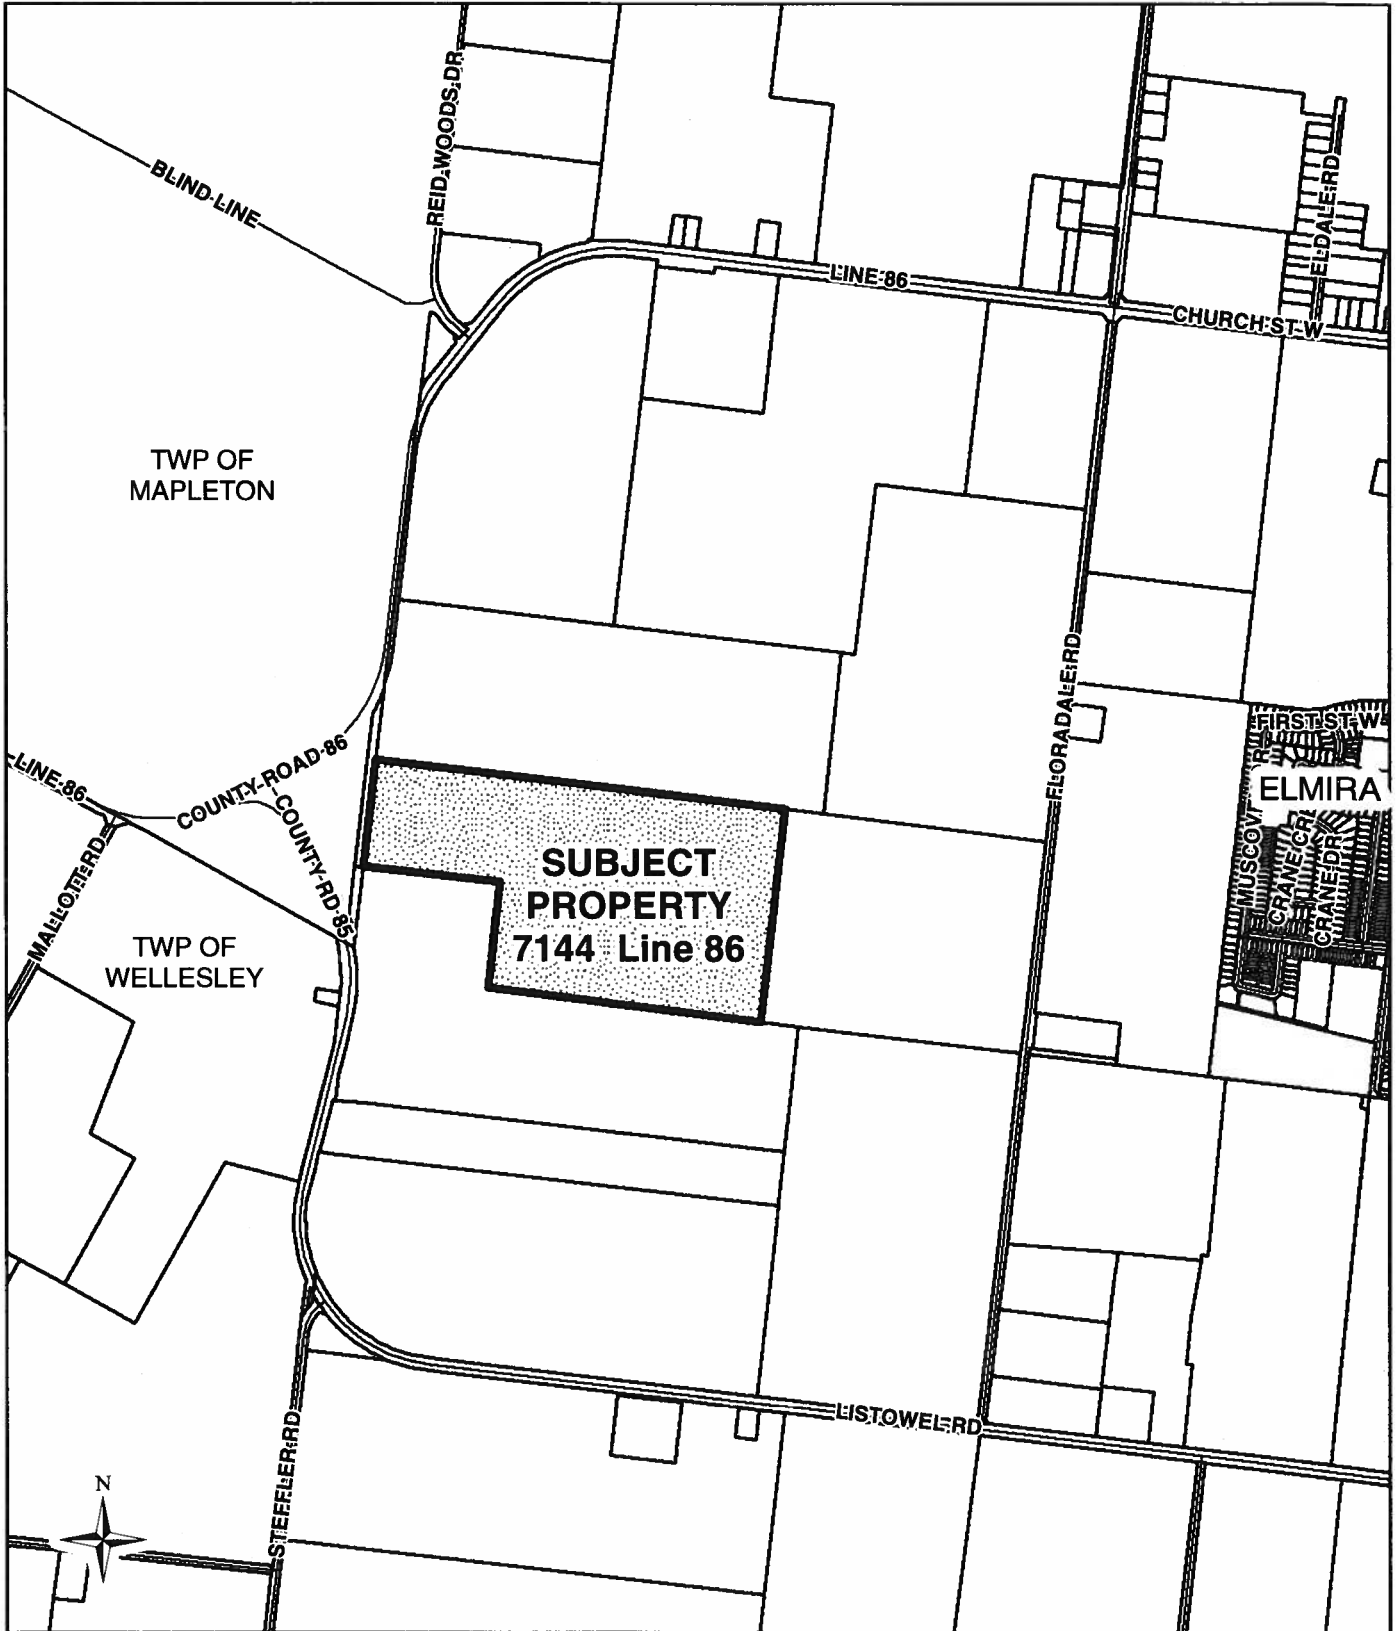 REID WOODS DR
BLIND LINE
ELDALE RD
LINE 86
CHURCH ST W
TWP OF
MAPLETON
FLORADALE RD
FIRST ST W
COUNTY ROAD 86
LINE 86
ELMIRA
COUNTY RD 85
MALLOTT RD
SUBJECT
PROPERTY
7144 Line 86
CRANE DR
TWP OF
WELLESLEY
LISTOWEL RD
STEFFLER RD
N